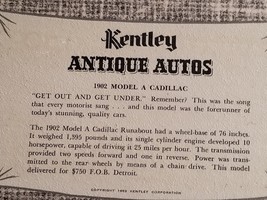 Kentley
ANTIQUE AUTOS
1902 MODEL A CADILLAC
"GET OUT AND GET UNDER." Remember? This was the song
that every motorist sang . . . and this model was the forerunner of
today's stunning, quality cars.
The 1902 Model A Cadillac Runabout had a wheel-base of 76 inches.
It weighed 1,395 pounds and its single cylinder engine developed 10
horsepower, capable of driving it 25 miles per hour. The transmission
provided two speeds forward and one in reverse. Power was trans-
mitted to the rear wheels by means of a chain drive. This model
delivered for $750 F.O.B. Detroit.
COPYRIGHT KENTLEY CORPORATION